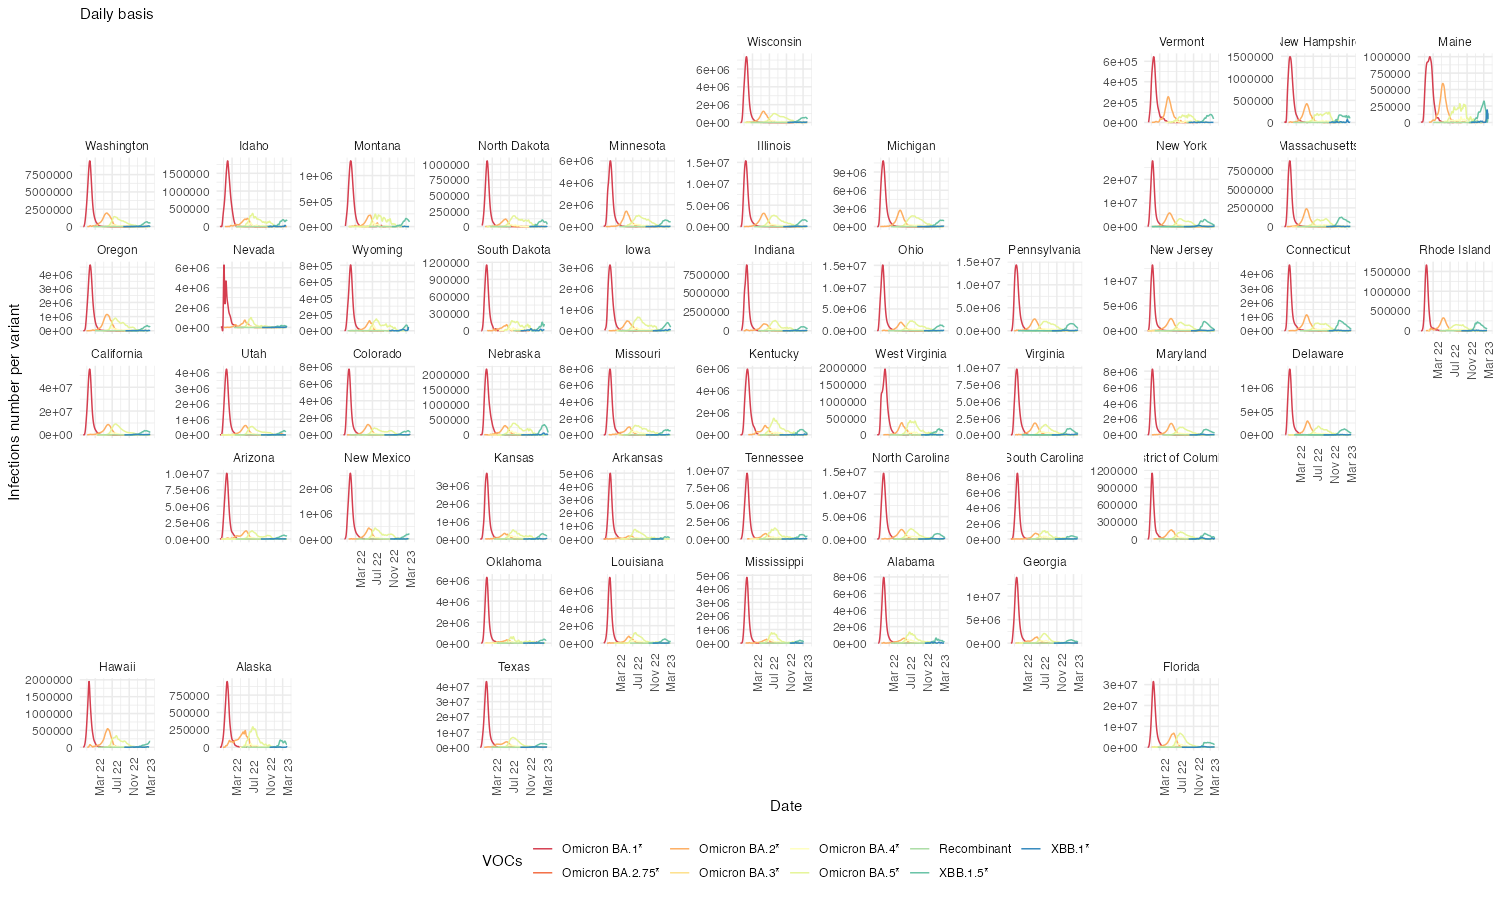 Daily basis
Wisconsin
Vermont
New Hampshire
Maine
6e+06
4e+06
2e+06
0e+00
6e+05
4e+05
2e+05
0e+00
1500000
1000000
500000
0
1000000
750000
500000
250000
0
Washington
Idaho
Montana
North Dakota
Minnesota
Illinois
Michigan
New York
Massachusetts
7500000
5000000
2500000
0
1500000
1000000
500000
0
1e+06
5e+05
0e+00
1000000
750000
500000
250000
0
6e+06
4e+06
2e+06
0e+00
1.5e+07
1.0e+07
5.0e+06
0.0e+00
9e+06
6e+06
3e+06
0e+00
2e+07
1e+07
0e+00
7500000
5000000
2500000
0
Oregon
Nevada
Wyoming
South Dakota
Iowa
Indiana
Ohio
Pennsylvania
New Jersey
Connecticut
Rhode Island
4e+06
3e+06
2e+06
1e+06
0e+00
6e+06
4e+06
2e+06
0e+00
8e+05
6e+05
4e+05
2e+05
0e+00
1200000
900000
600000
300000
0
3e+06
2e+06
1e+06
0e+00
7500000
5000000
2500000
0
1.5e+07
1.0e+07
5.0e+06
0.0e+00
1.5e+07
1.0e+07
5.0e+06
0.0e+00
1.0e+07
5.0e+06
0.0e+00
4e+06
3e+06
2e+06
1e+06
0e+00
1500000
1000000
500000
0
Mar 22
Jul 22
Nov 22
Mar 23
California
Utah
Colorado
Nebraska
Missouri
Kentucky
West Virginia
Virginia
Maryland
Delaware
4e+07
2e+07
0e+00
4e+06
3e+06
2e+06
1e+06
0e+00
8e+06
6e+06
4e+06
2e+06
0e+00
2000000
1500000
1000000
500000
0
8e+06
6e+06
4e+06
2e+06
0e+00
6e+06
4e+06
2e+06
0e+00
2000000
1500000
1000000
500000
0
1.0e+07
7.5e+06
5.0e+06
2.5e+06
0.0e+00
8e+06
6e+06
4e+06
2e+06
0e+00
1e+06
5e+05
0e+00
Mar 22
Jul 22
Nov 22
Mar 23
Arizona
New Mexico
Kansas
Arkansas
Tennessee
North Carolina
South Carolina
strict of Colum
1.0e+07
7.5e+06
5.0e+06
2.5e+06
0.0e+00
2e+06
1e+06
0e+00
Mar 22
Jul 22
Nov 22
Mar 23
3e+06
2e+06
1e+06
0e+00
5e+06
4e+06
3e+06
2e+06
1e+06
0e+00
1.0e+07
7.5e+06
5.0e+06
2.5e+06
0.0e+00
1.5e+07
1.0e+07
5.0e+06
0.0e+00
8e+06
6e+06
4e+06
2e+06
0e+00
1200000
900000
600000
300000
0
Oklahoma
Louisiana
Mississippi
Alabama
Georgia
6e+06
4e+06
2e+06
0e+00
6e+06
4e+06
2e+06
0e+00
Mar 22
Jul 22
Nov 22
Mar 23
5e+06
4e+06
3e+06
2e+06
1e+06
0e+00
Mar 22
Jul 22
Nov 22
Mar 23
8e+06
6e+06
4e+06
2e+06
0e+00
Mar 22
Jul 22
Nov 22
Mar 23
1e+07
5e+06
0e+00
Mar 22
Jul 22
Nov 22
Mar 23
Hawaii
Alaska
Texas
Florida
2000000
1500000
1000000
500000
0
Mar 22
Jul 22
Nov 22
Mar 23
750000
500000
250000
0
Mar 22
Jul 22
Nov 22
Mar 23
4e+07
3e+07
2e+07
1e+07
0e+00
Mar 22
Jul 22
Nov 22
Mar 23
3e+07
2e+07
1e+07
0e+00
Mar 22
Jul 22
Nov 22
Mar 23
Infections number per variant
Date
VOCs
Omicron BA.1*
Omicron BA.2*
Omicron BA.4*
Recombinant
XBB.1*
Omicron BA.2.75*
Omicron BA.3*
Omicron BA.5*
XBB.1.5*